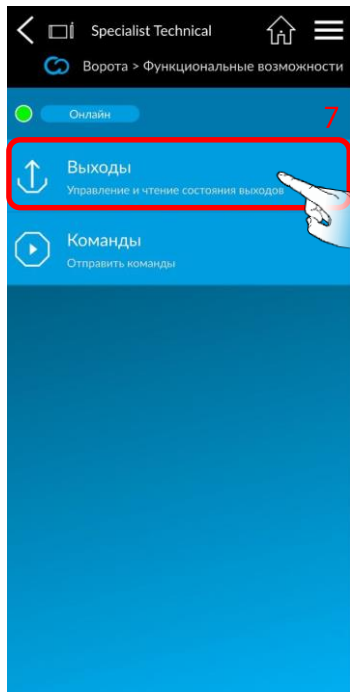 Specialist Technical
Ворота > Функциональные возможности
Онлайн
7
Выходы
Управление и чтение состояния выходов
Команды
Отправить команды